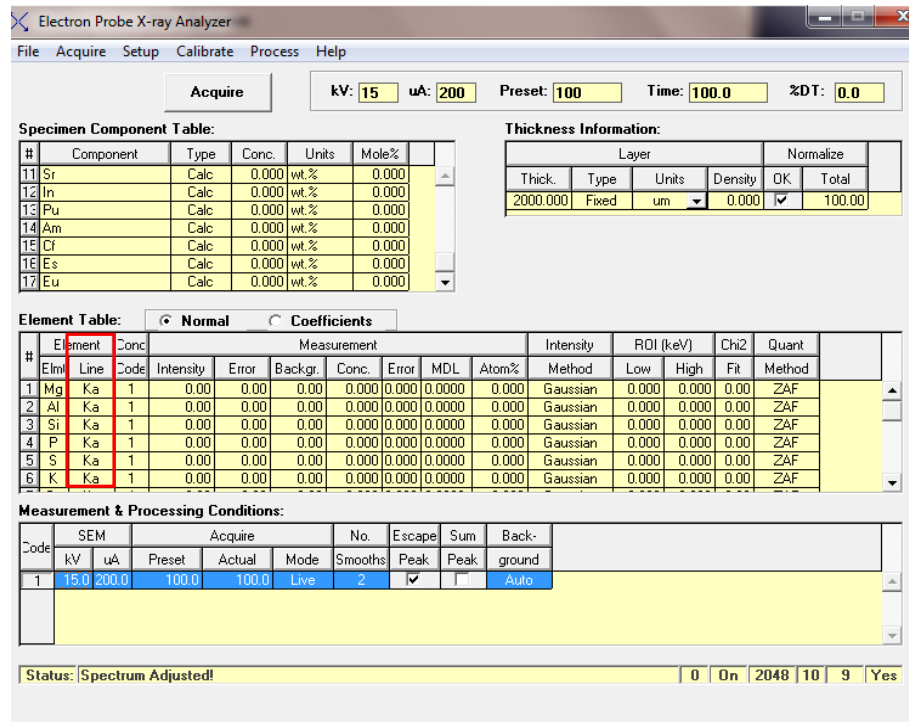 Electron Probe X-ray Analyzer
File Acquire Setup Calibrate Process Help
Acquire kV: 15 uA: 200 Preset: 100 Time: 100.0 %DT: 0.0
Specimen Component Table:
# Component Type Conc. Units Mole%
11 Sr Calc 0.000 wt.% 0.000
12 In Calc 0.000 wt.% 0.000
13 Pu Calc 0.000 wt.% 0.000
14 Am Calc 0.000 wt.% 0.000
15 Cf Calc 0.000 wt.% 0.000
16 Es Calc 0.000 wt.% 0.000
17 Eu Calc 0.000 wt.% 0.000
Thickness Information:
Layer Normalize
Thick. Type Units Density OK Total
2000.000 Fixed um 0.000 100.00
Element Table: Normal Coefficients
# Element Conc Measurement Intensity ROI (keV) Chi2 Quant
Elmt Line Code Intensity Error Backgr. Conc. Error MDL Atom% Method Low High Fit Method
1 Mg Ka 1 0.00 0.00 0.00 0.000 0.000 0.0000 0.000 Gaussian 0.000 0.000 0.00 ZAF
2 Al Ka 1 0.00 0.00 0.00 0.000 0.000 0.0000 0.000 Gaussian 0.000 0.000 0.00 ZAF
3 Si Ka 1 0.00 0.00 0.00 0.000 0.000 0.0000 0.000 Gaussian 0.000 0.000 0.00 ZAF
4 P Ka 1 0.00 0.00 0.00 0.000 0.000 0.0000 0.000 Gaussian 0.000 0.000 0.00 ZAF
5 S Ka 1 0.00 0.00 0.00 0.000 0.000 0.0000 0.000 Gaussian 0.000 0.000 0.00 ZAF
6 K Ka 1 0.00 0.00 0.00 0.000 0.000 0.0000 0.000 Gaussian 0.000 0.000 0.00 ZAF
Measurement & Processing Conditions:
Code SEM Acquire No. Escape Sum Back-
kV uA Preset Actual Mode Smooths Peak Peak ground
1 15.0 200.0 100.0 100.0 Live 2 Auto
Status: Spectrum Adjusted! 0 On 2048 10 9 Yes